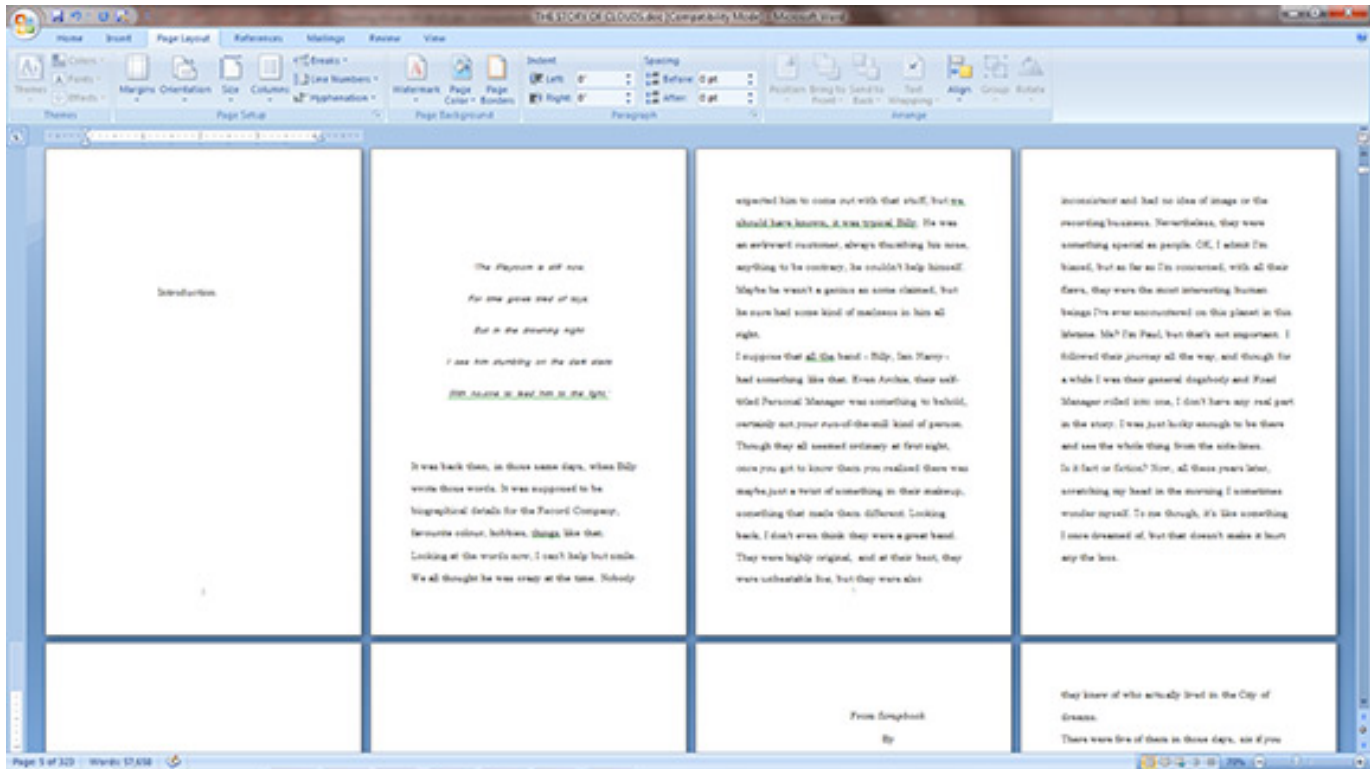 THE STORY OF CLOUDS.doc [Compatibility Mode] - Microsoft Word
Home Insert Page Layout References Mailings Review View
Themes
Colors
Fonts
Effects
Margins Orientation Size Columns
Breaks
Line Numbers
Hyphenation
Watermark Page Color Page Borders
Indent
Left: 0"
Right: 0"
Spacing
Before: 0 pt
After: 0 pt
Position Bring to Front Send to Back Text Wrapping Align Group Rotate
Themes Page Setup Page Background Paragraph Arrange
Introduction.
'The Playroom is still now
For time grows tired of toys
But in the drowning night
I see him stumbling on the dark stairs
With no-one to lead him to the light.'
It was back then, in those same days, when Billy
wrote those words. It was supposed to be
biographical details for the Record Company,
favourite colour, hobbies, things like that.
Looking at the words now, I can't help but smile.
We all thought he was crazy at the time. Nobody
expected him to come out with that stuff, but we
should have known, it was typical Billy. He was
an awkward customer, always thumbing his nose,
anything to be contrary, he couldn't help himself.
Maybe he wasn't a genius as some claimed, but
he sure had some kind of madness in him all
right.
I suppose that all the band - Billy, Ian Harry -
had something like that. Even Archie, their self-
titled Personal Manager was something to behold,
certainly not your run-of-the-mill kind of person.
Though they all seemed ordinary at first sight,
once you got to know them you realised there was
maybe just a twist of something in their makeup,
something that made them different. Looking
back, I don't even think they were a great band.
They were highly original, and at their best, they
were unbeatable live, but they were also
inconsistent and had no idea of image or the
recording business. Nevertheless, they were
something special as people. OK, I admit I'm
biased, but as far as I'm concerned, with all their
flaws, they were the most interesting human
beings I've ever encountered on this planet in this
lifetime. Me? I'm Paul, but that's not important. I
followed their journey all the way, and though for
a while I was their general dogsbody and Road
Manager rolled into one, I don't have any real part
in the story. I was just lucky enough to be there
and see the whole thing from the side-lines.
Is it fact or fiction? Now, all these years later,
scratching my head in the morning I sometimes
wonder myself. To me though, it's like something
I once dreamed of, but that doesn't make it hurt
any the less.
From Scrapbook
By
they knew of who actually lived in the City of
dreams.
There were five of them in those days, six if you
Page: 5 of 323 Words: 57,658
70%